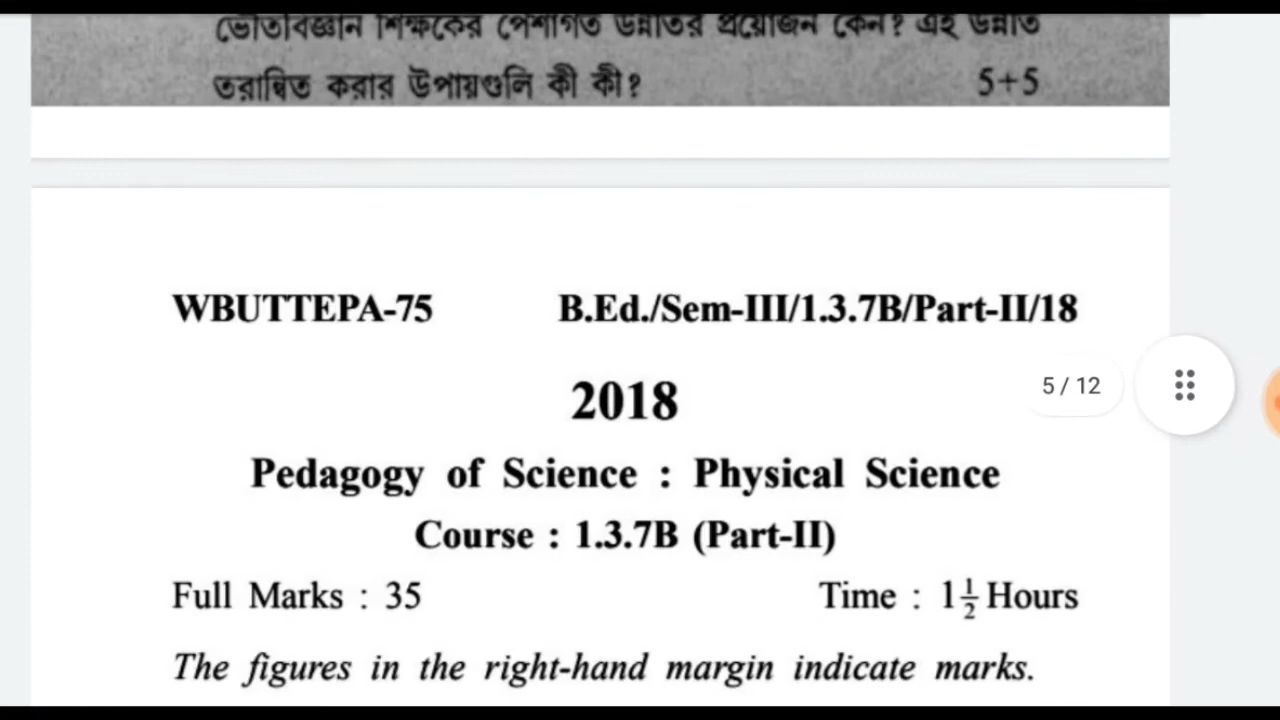 ভৌতবিজ্ঞান শিক্ষকের পেশাগত উন্নতির প্রয়োজন কেন? এই উন্নতি
তরান্বিত করার উপায়গুলি কী কী? 5+5
WBUTTEPA-75 B.Ed./Sem-III/1.3.7B/Part-II/18
2018
5 / 12
Pedagogy of Science : Physical Science
Course : 1.3.7B (Part-II)
Full Marks : 35 Time : 1½ Hours
The figures in the right-hand margin indicate marks.